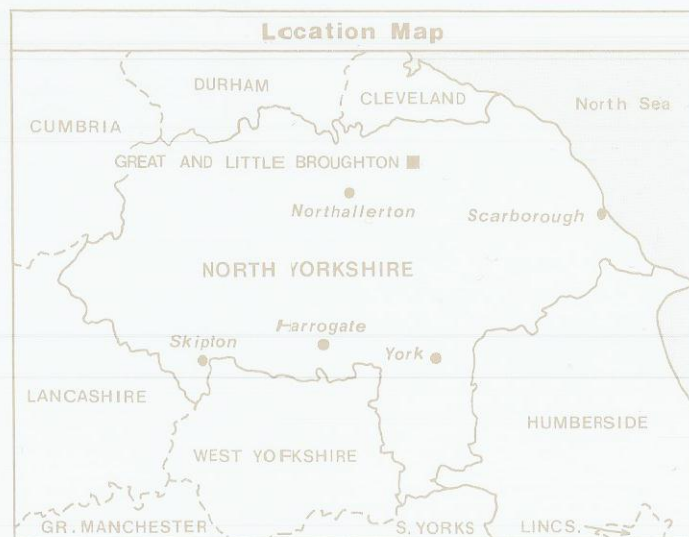 Location Map
DURHAM
CLEVELAND
North Sea
CUMBRIA
GREAT AND LITTLE BROUGHTON
Northallerton
Scarborough
NORTH YORKSHIRE
Harrogate
Skipton
York
LANCASHIRE
HUMBERSIDE
WEST YORKSHIRE
GR. MANCHESTER
S. YORKS
LINCS.